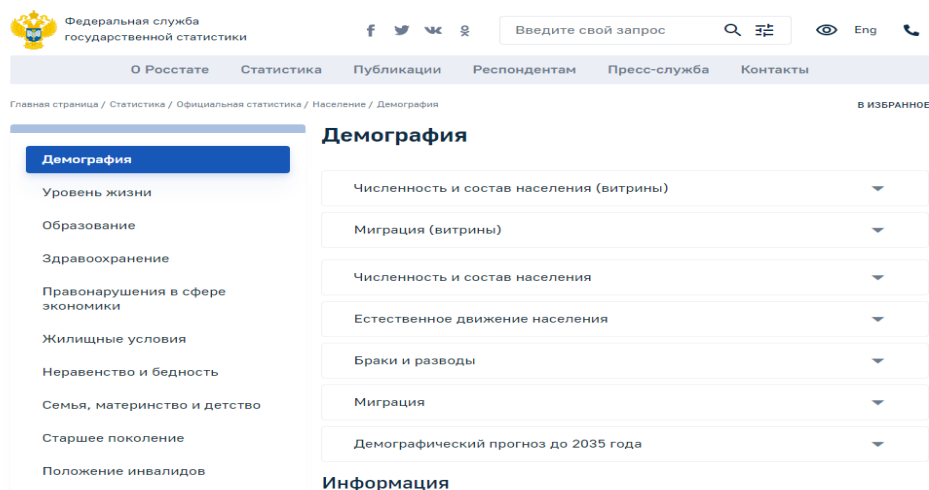 Федеральная служба
государственной статистики
Введите свой запрос
Eng
О Росстате Статистика Публикации Респондентам Пресс-служба Контакты
Главная страница / Статистика / Официальная статистика / Население / Демография
В ИЗБРАННОЕ
Демография
Уровень жизни
Образование
Здравоохранение
Правонарушения в сфере
экономики
Жилищные условия
Неравенство и бедность
Семья, материнство и детство
Старшее поколение
Положение инвалидов
Демография
Численность и состав населения (витрины)
Миграция (витрины)
Численность и состав населения
Естественное движение населения
Браки и разводы
Миграция
Демографический прогноз до 2035 года
Информация